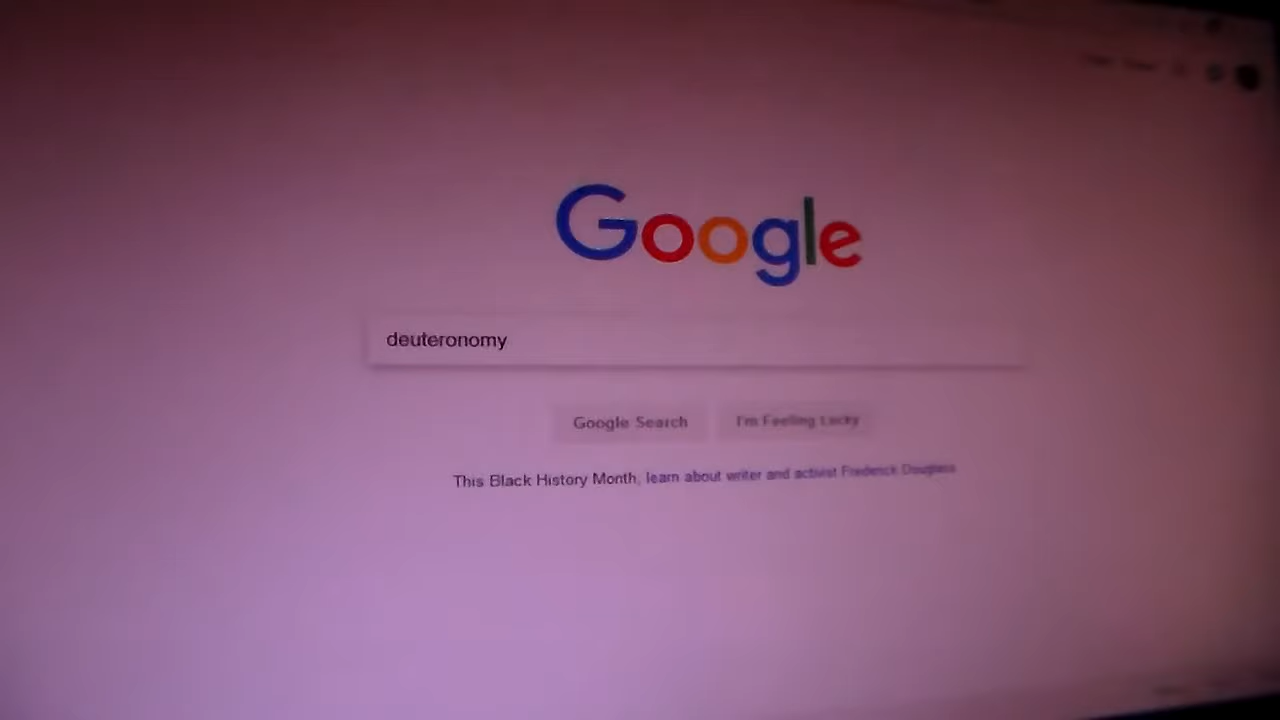 Google
deuteronomy
Google Search
I'm Feeling Lucky
This Black History Month, learn about writer and activist Frederick Douglass